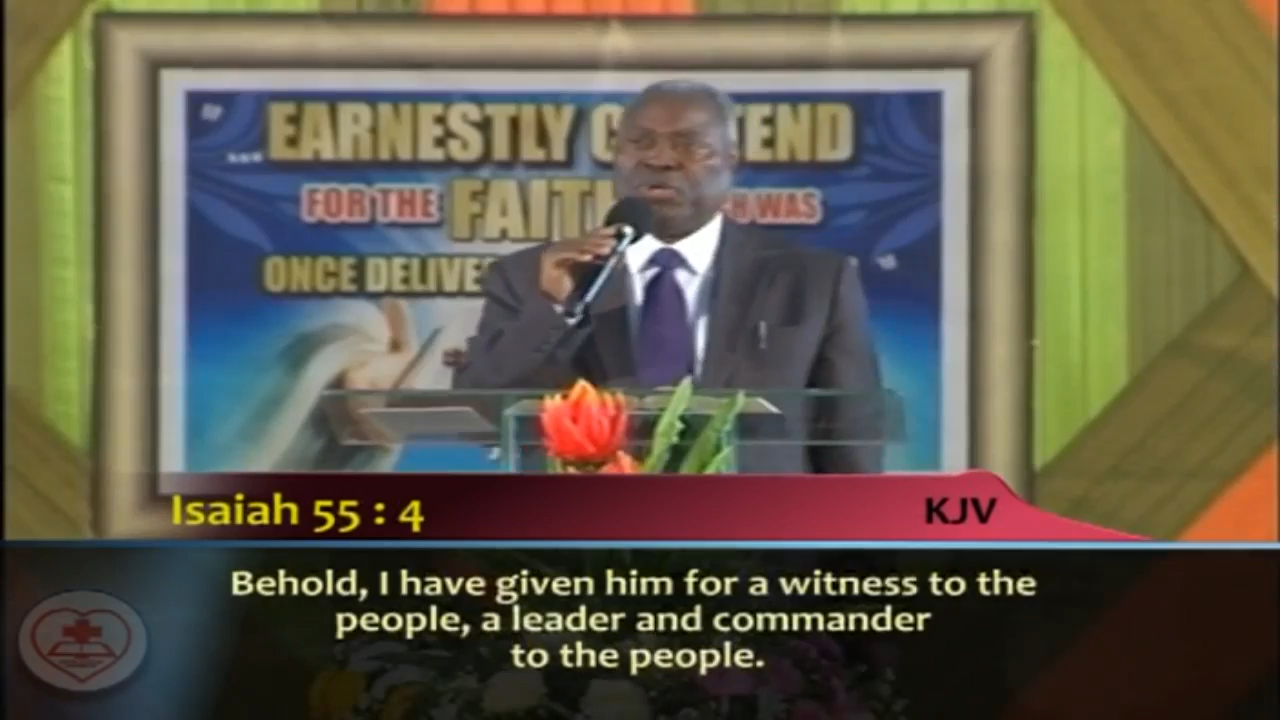 ...EARNESTLY C TEND
FOR THE FAIT H WAS
ONCE DELIVE
Isaiah 55 : 4
KJV
Behold, I have given him for a witness to the
people, a leader and commander
to the people.